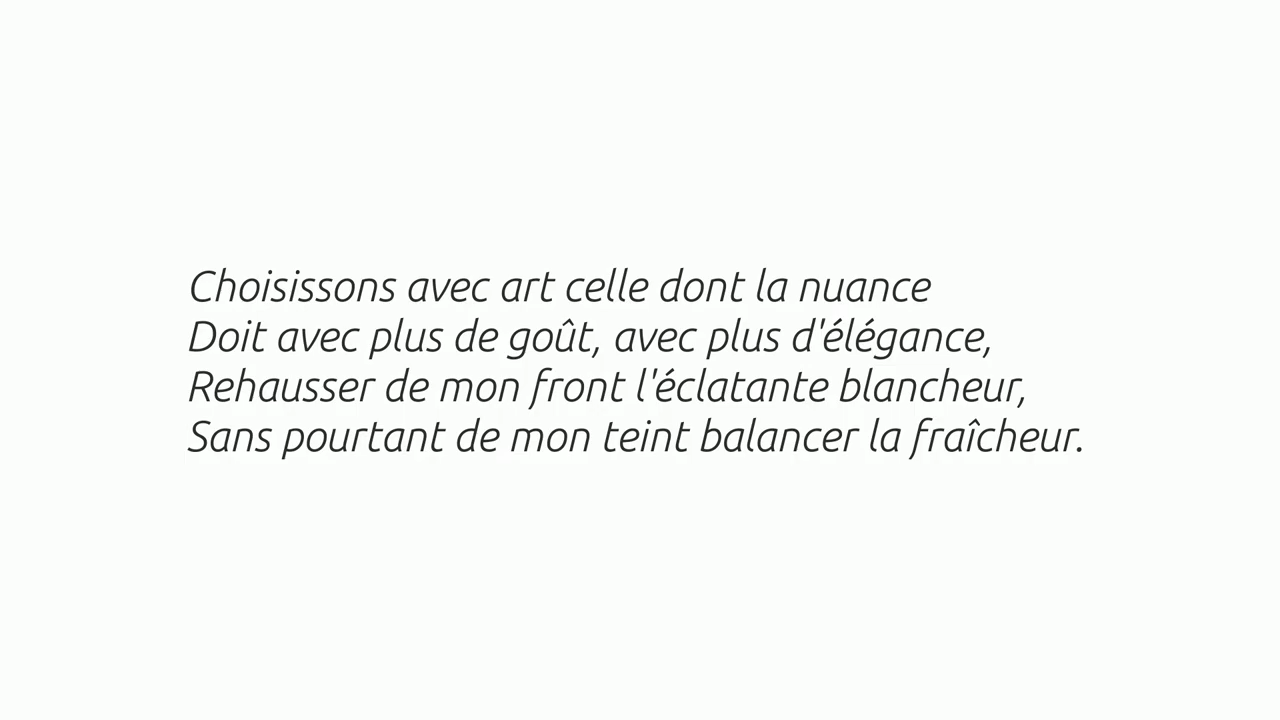 Choisissons avec art celle dont la nuance
Doit avec plus de goût, avec plus d'élégance,
Rehausser de mon front l'éclatante blancheur,
Sans pourtant de mon teint balancer la fraîcheur.